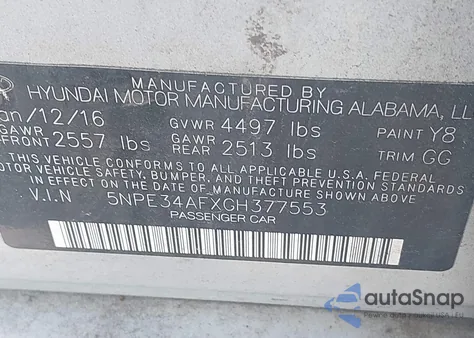 MANUFACTURED BY
HYUNDAI MOTOR MANUFACTURING ALABAMA, LL
an/12/16 GVWR 4497 lbs PAINT Y8
GAWR FRONT 2557 lbs GAWR REAR 2513 lbs TRIM GG
THIS VEHICLE CONFORMS TO ALL APPLICABLE U.S.A. FEDERAL
MOTOR VEHICLE SAFETY, BUMPER, AND THEFT PREVENTION STANDARDS
IN EFFECT ON THE DATE OF MANUFACTURE SHOWN ABOVE.
V.I.N 5NPE34AFXGH377553
PASSENGER CAR
autoSnap